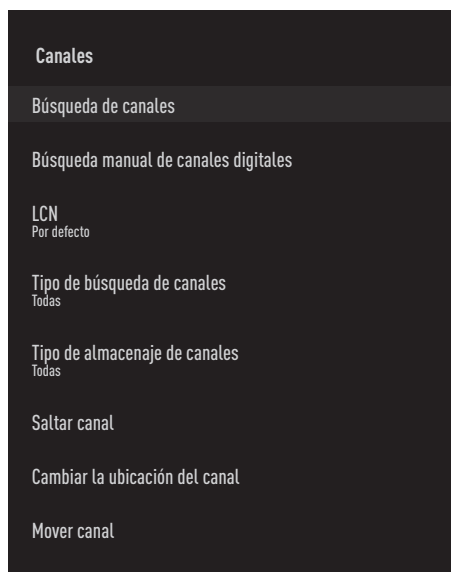 Canales
Búsqueda de canales
Búsqueda manual de canales digitales
LCN
Por defecto
Tipo de búsqueda de canales
Todas
Tipo de almacenaje de canales
Todas
Saltar canal
Cambiar la ubicación del canal
Mover canal